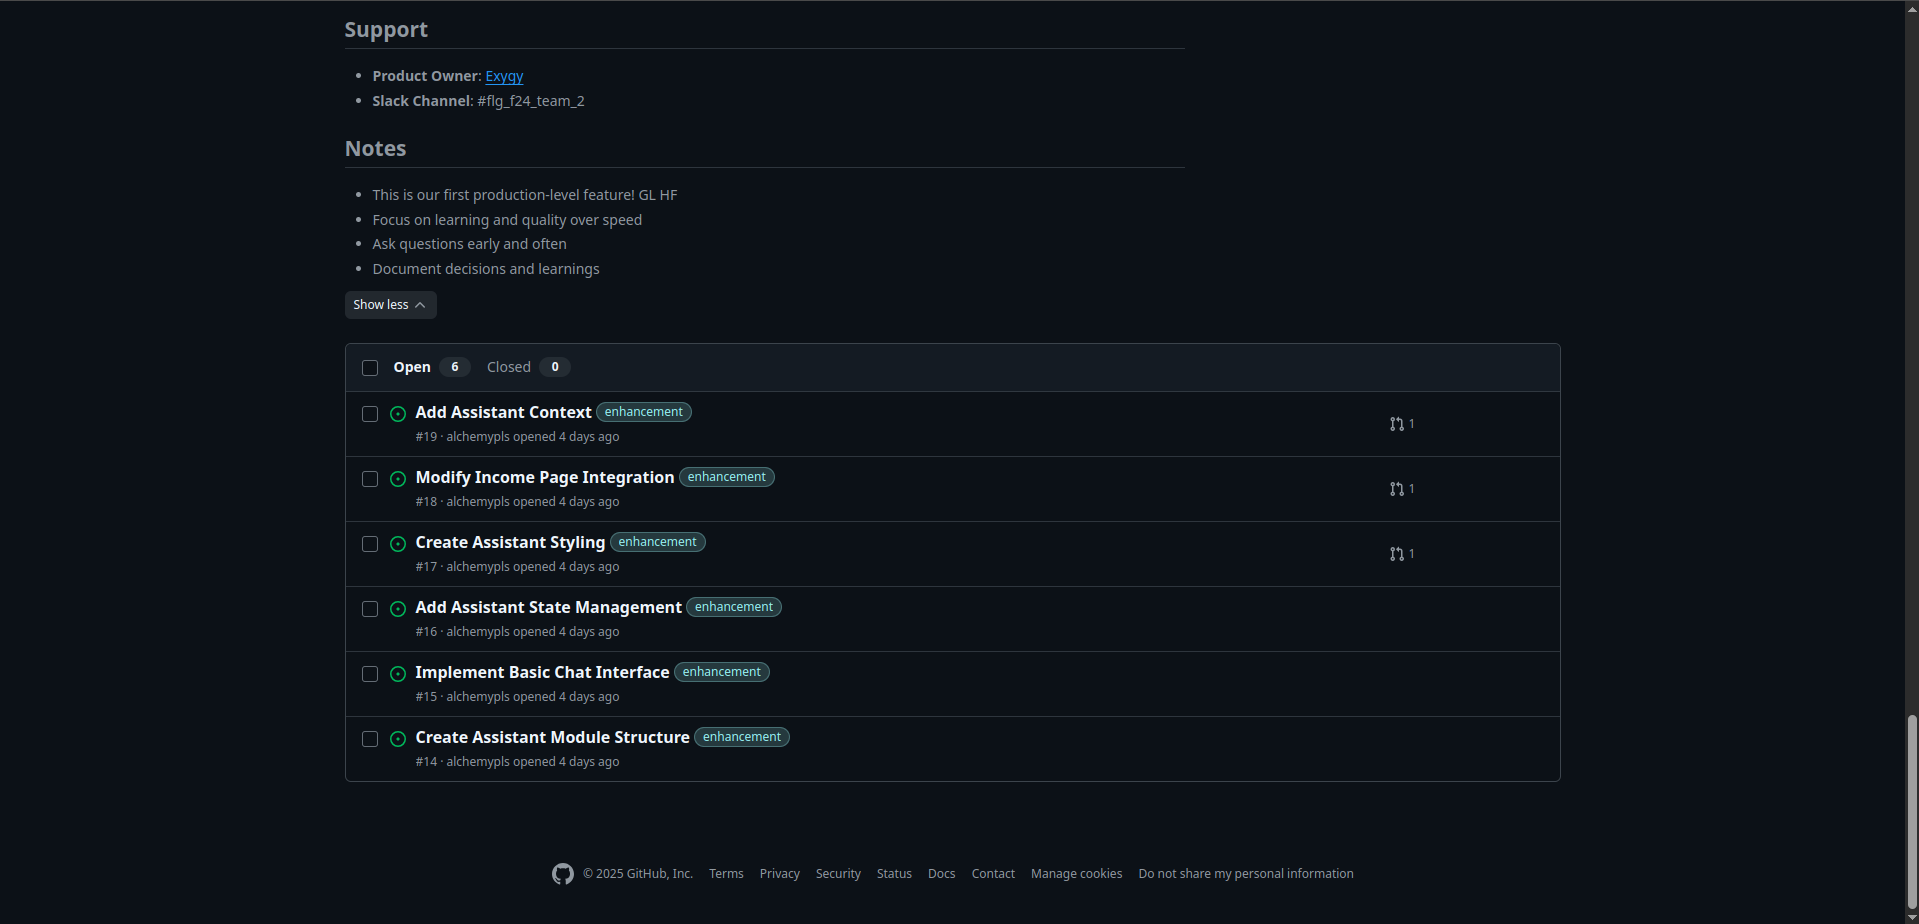 Support
Product Owner: Exygy
Slack Channel: #flg_f24_team_2
Notes
This is our first production-level feature! GL HF
Focus on learning and quality over speed
Ask questions early and often
Document decisions and learnings
Show less
Open 6 Closed 0
Add Assistant Context enhancement
#19 · alchemypls opened 4 days ago
1
Modify Income Page Integration enhancement
#18 · alchemypls opened 4 days ago
1
Create Assistant Styling enhancement
#17 · alchemypls opened 4 days ago
1
Add Assistant State Management enhancement
#16 · alchemypls opened 4 days ago
Implement Basic Chat Interface enhancement
#15 · alchemypls opened 4 days ago
Create Assistant Module Structure enhancement
#14 · alchemypls opened 4 days ago
© 2025 GitHub, Inc. Terms Privacy Security Status Docs Contact Manage cookies Do not share my personal information